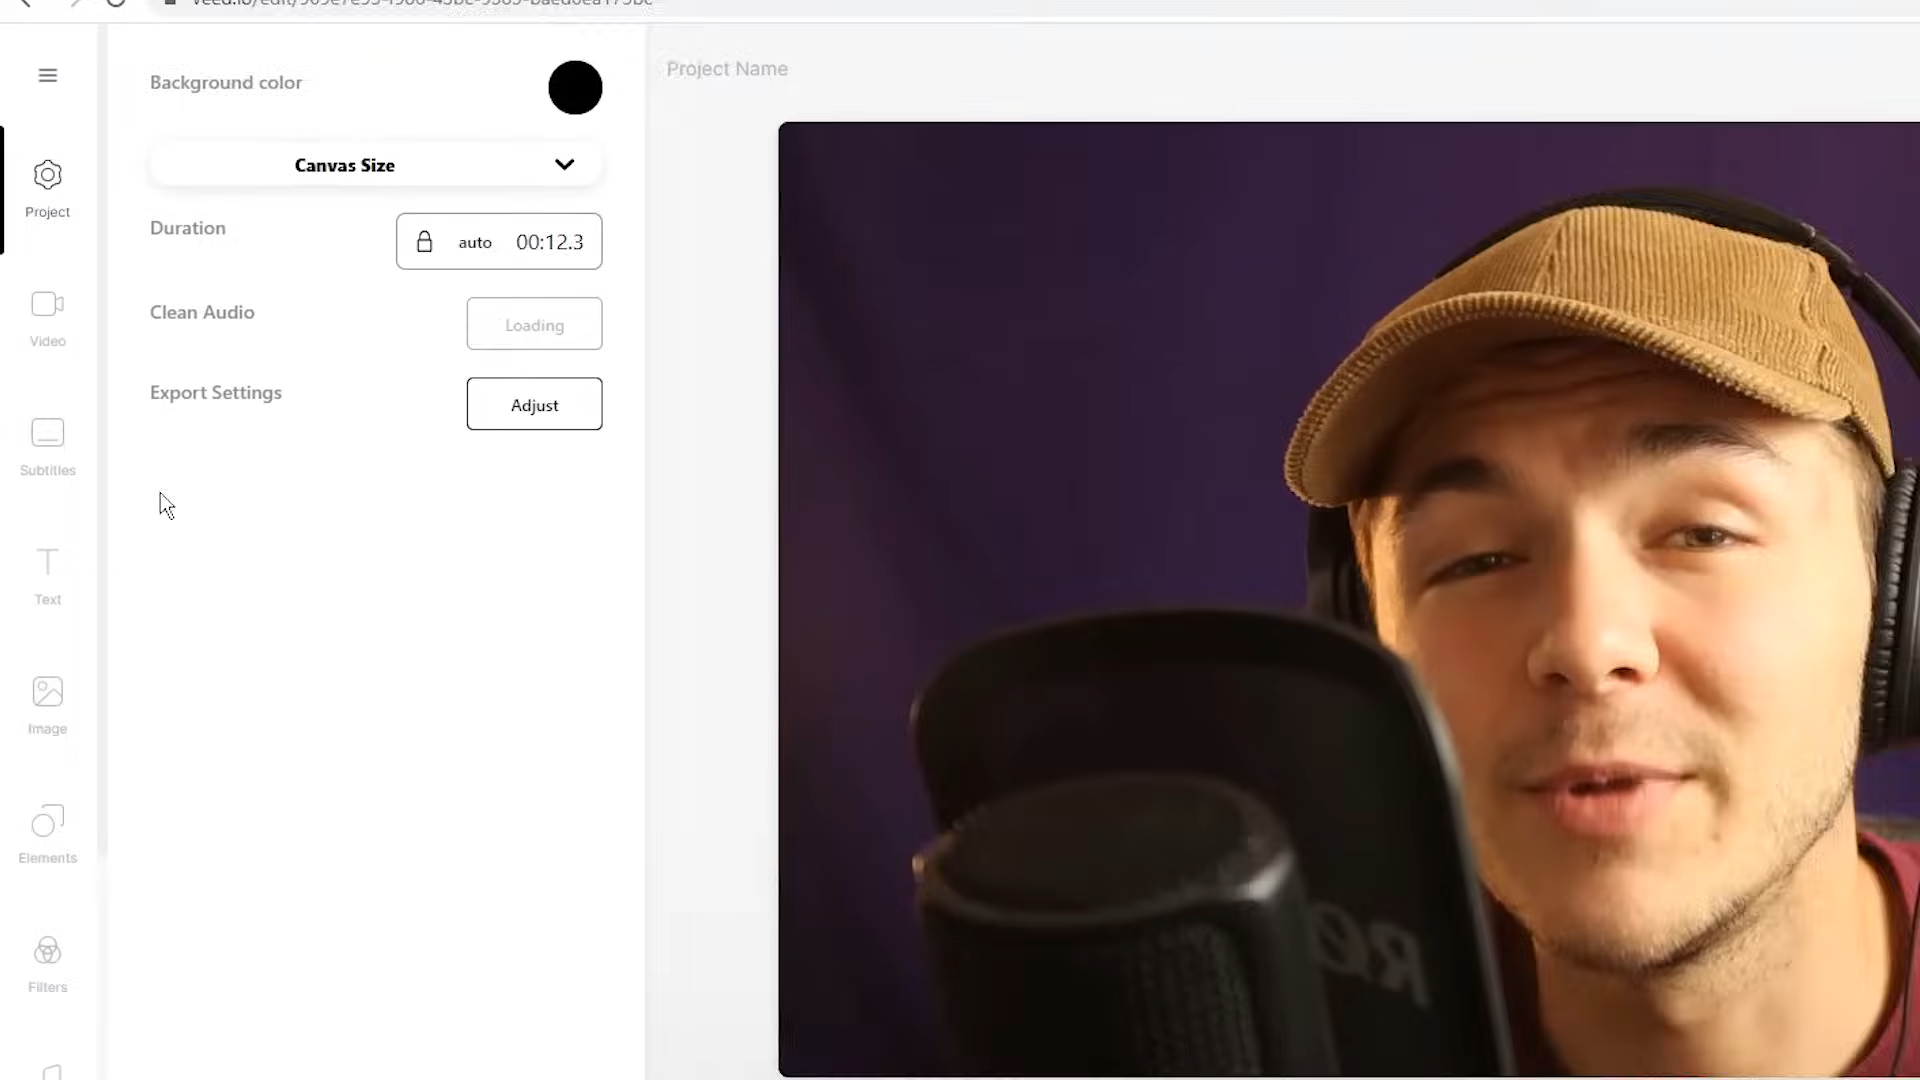 Project Name
Background color
Canvas Size
Project
Duration
auto 00:12.3
Clean Audio
Loading
Video
Export Settings
Adjust
Subtitles
Text
Image
Elements
Filters